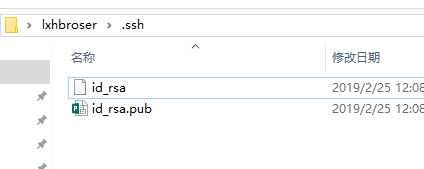 lxhbroser > .ssh
名称 修改日期
id_rsa 2019/2/25 12:08
id_rsa.pub 2019/2/25 12:08